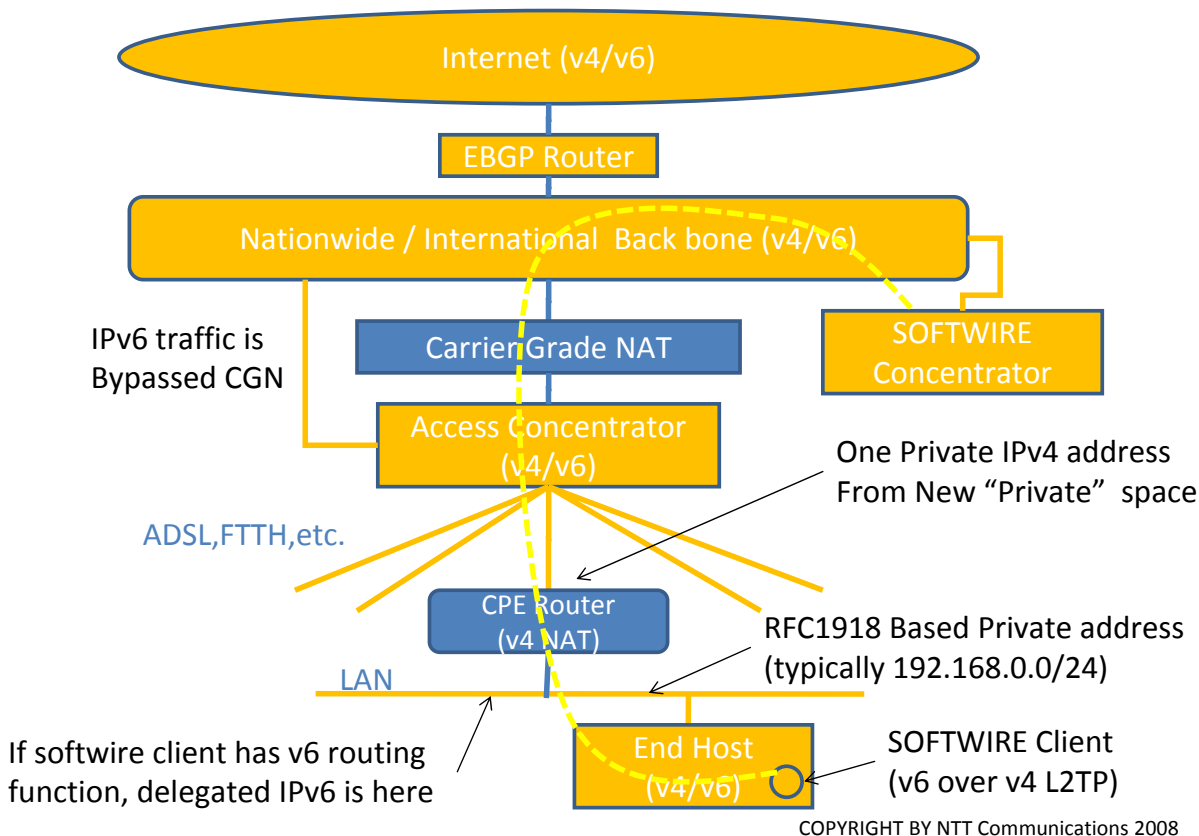 Internet (v4/v6)
EBGP Router
Nationwide / International Back bone (v4/v6)
IPv6 traffic is
Bypassed CGN
Carrier Grade NAT
SOFTWIRE
Concentrator
Access Concentrator
(v4/v6)
One Private IPv4 address
From New “Private” space
ADSL,FTTH,etc.
CPE Router
(v4 NAT)
RFC1918 Based Private address
(typically 192.168.0.0/24)
LAN
If softwire client has v6 routing
function, delegated IPv6 is here
End Host
(v4/v6)
SOFTWIRE Client
(v6 over v4 L2TP)
COPYRIGHT BY NTT Communications 2008